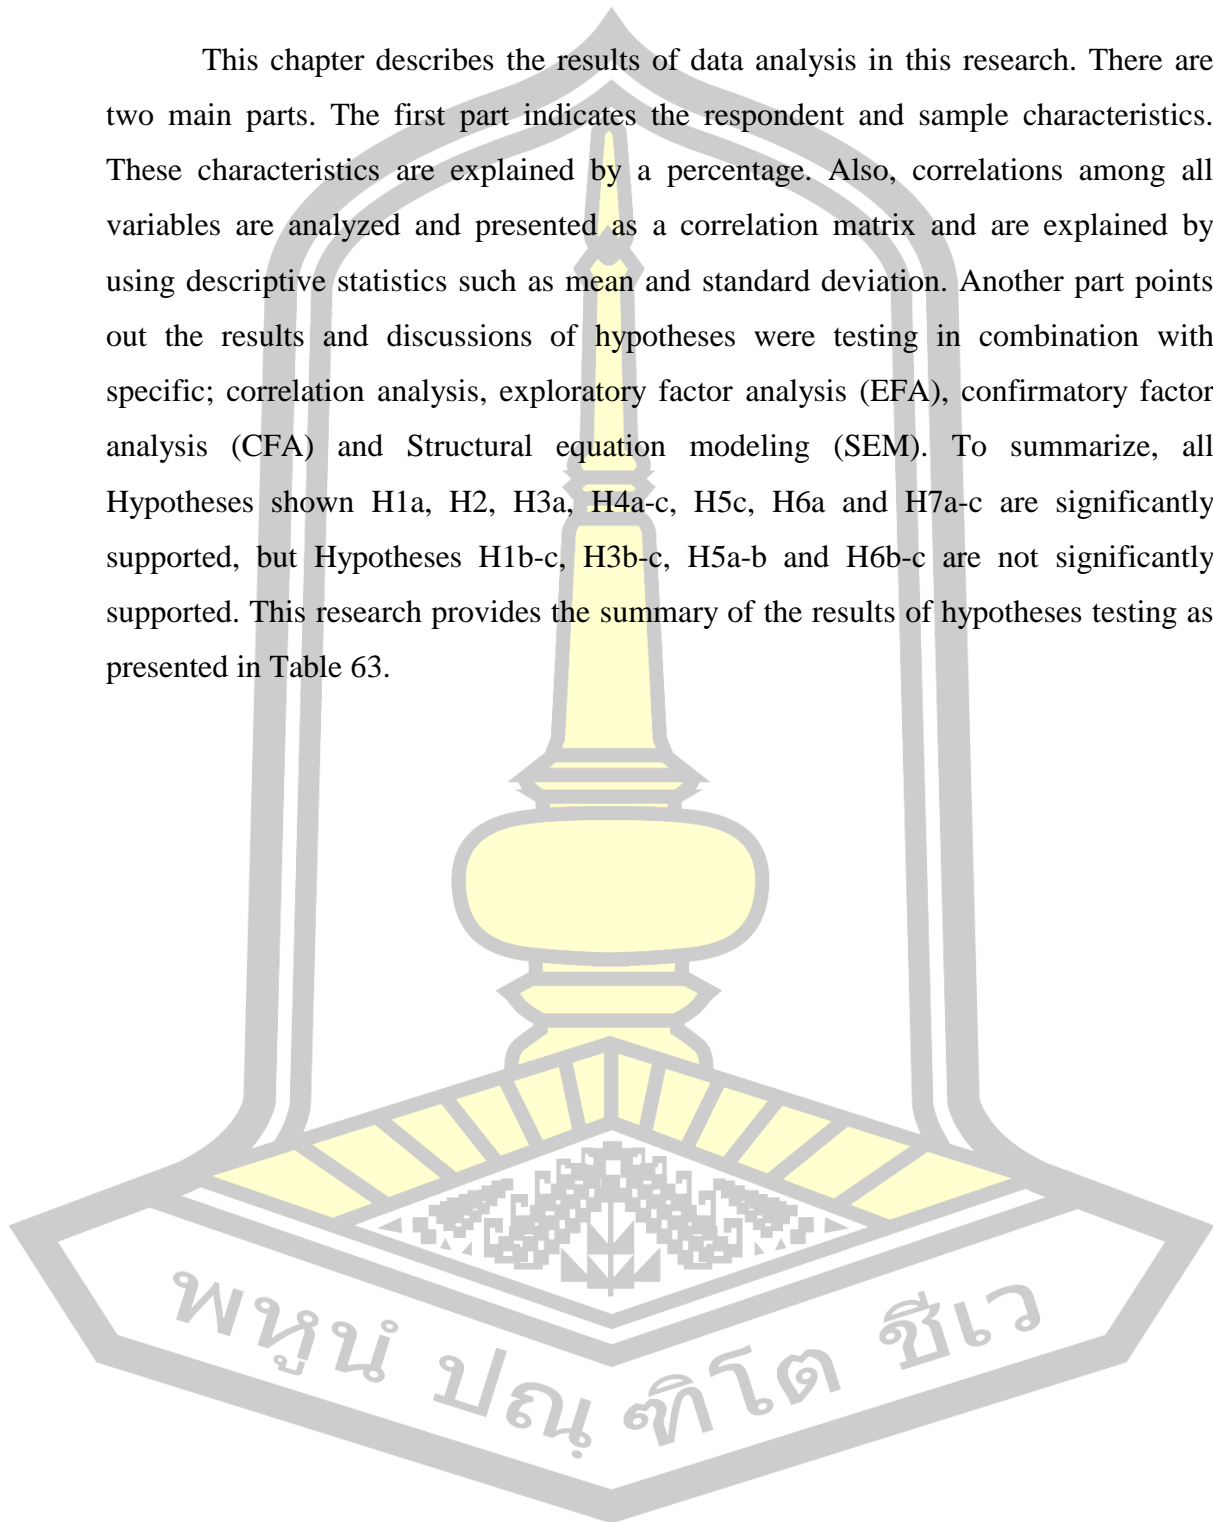 This chapter describes the results of data analysis in this research. There are
two main parts. The first part indicates the respondent and sample characteristics.
These characteristics are explained by a percentage. Also, correlations among all
variables are analyzed and presented as a correlation matrix and are explained by
using descriptive statistics such as mean and standard deviation. Another part points
out the results and discussions of hypotheses were testing in combination with
specific; correlation analysis, exploratory factor analysis (EFA), confirmatory factor
analysis (CFA) and Structural equation modeling (SEM). To summarize, all
Hypotheses shown H1a, H2, H3a, H4a-c, H5c, H6a and H7a-c are significantly
supported, but Hypotheses H1b-c, H3b-c, H5a-b and H6b-c are not significantly
supported. This research provides the summary of the results of hypotheses testing as
presented in Table 63.
พหูนํ ปณฺฑิโต ชีเว